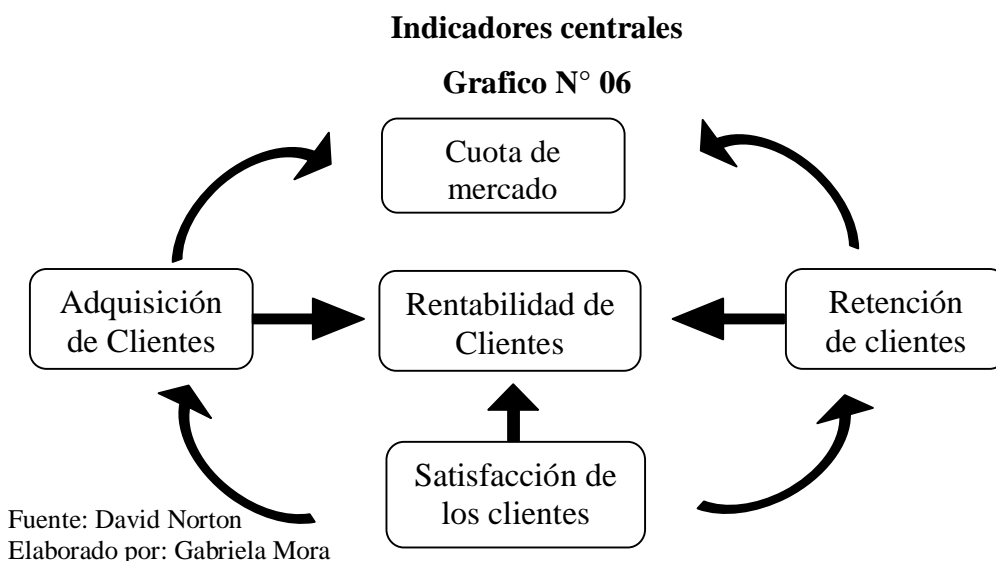 Indicadores centrales
Grafico N° 06
Cuota de
mercado
Adquisición
de Clientes
Rentabilidad de
Clientes
Retención
de clientes
Satisfacción de
los clientes
Fuente: David Norton
Elaborado por: Gabriela Mora